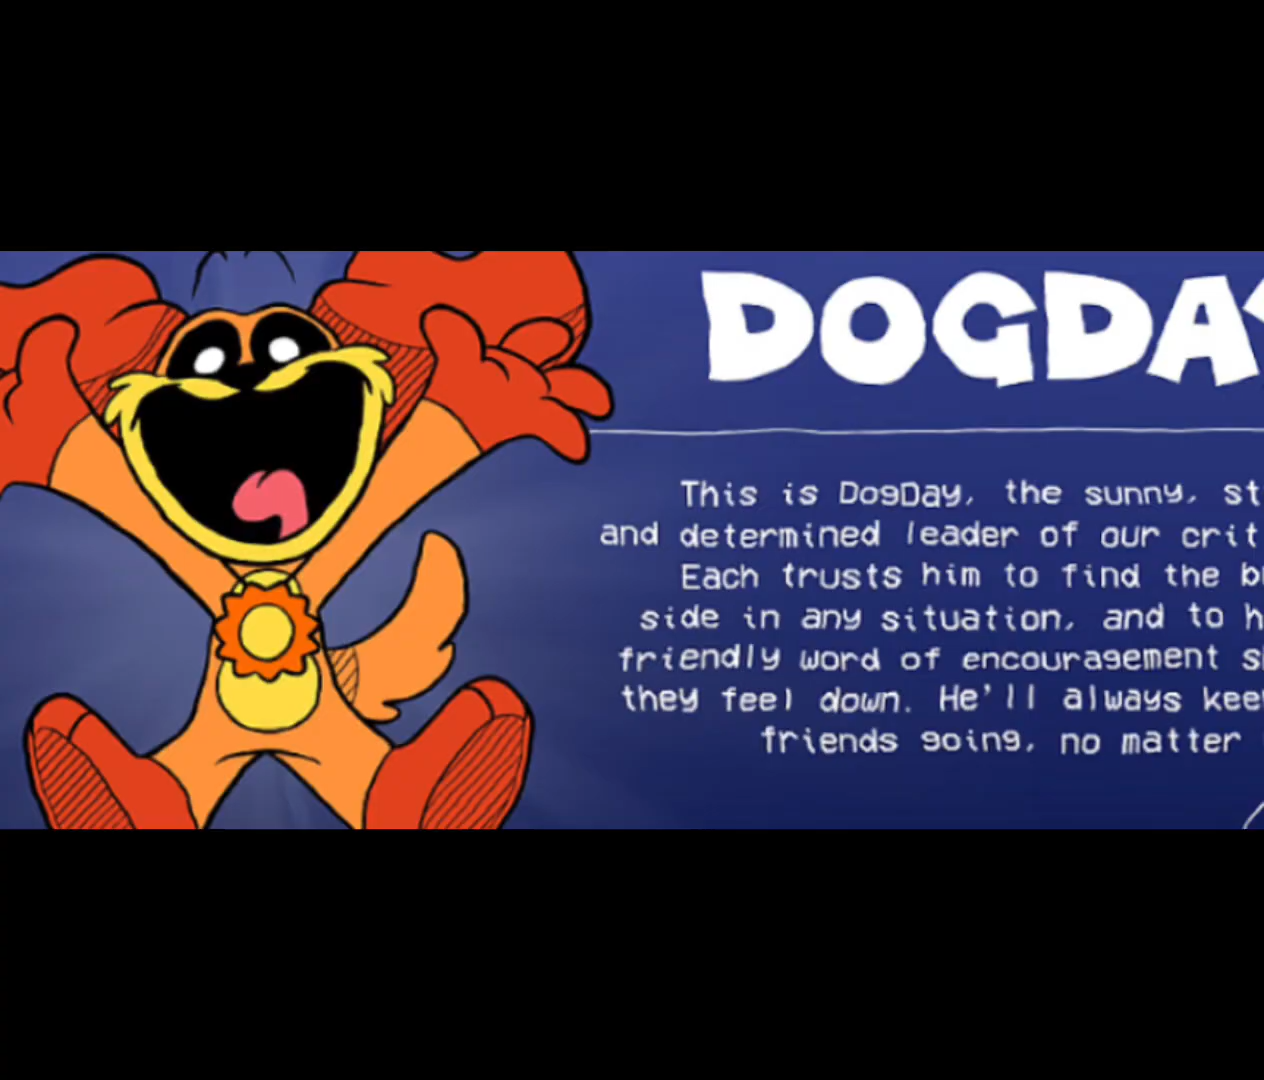 DOGDAY
This is DogDay, the sunny, st
and determined leader of our crit
Each trusts him to find the
side in any situation, and to h
friendly word of encouragement
they feel down. He'll always kee
friends going, no matter